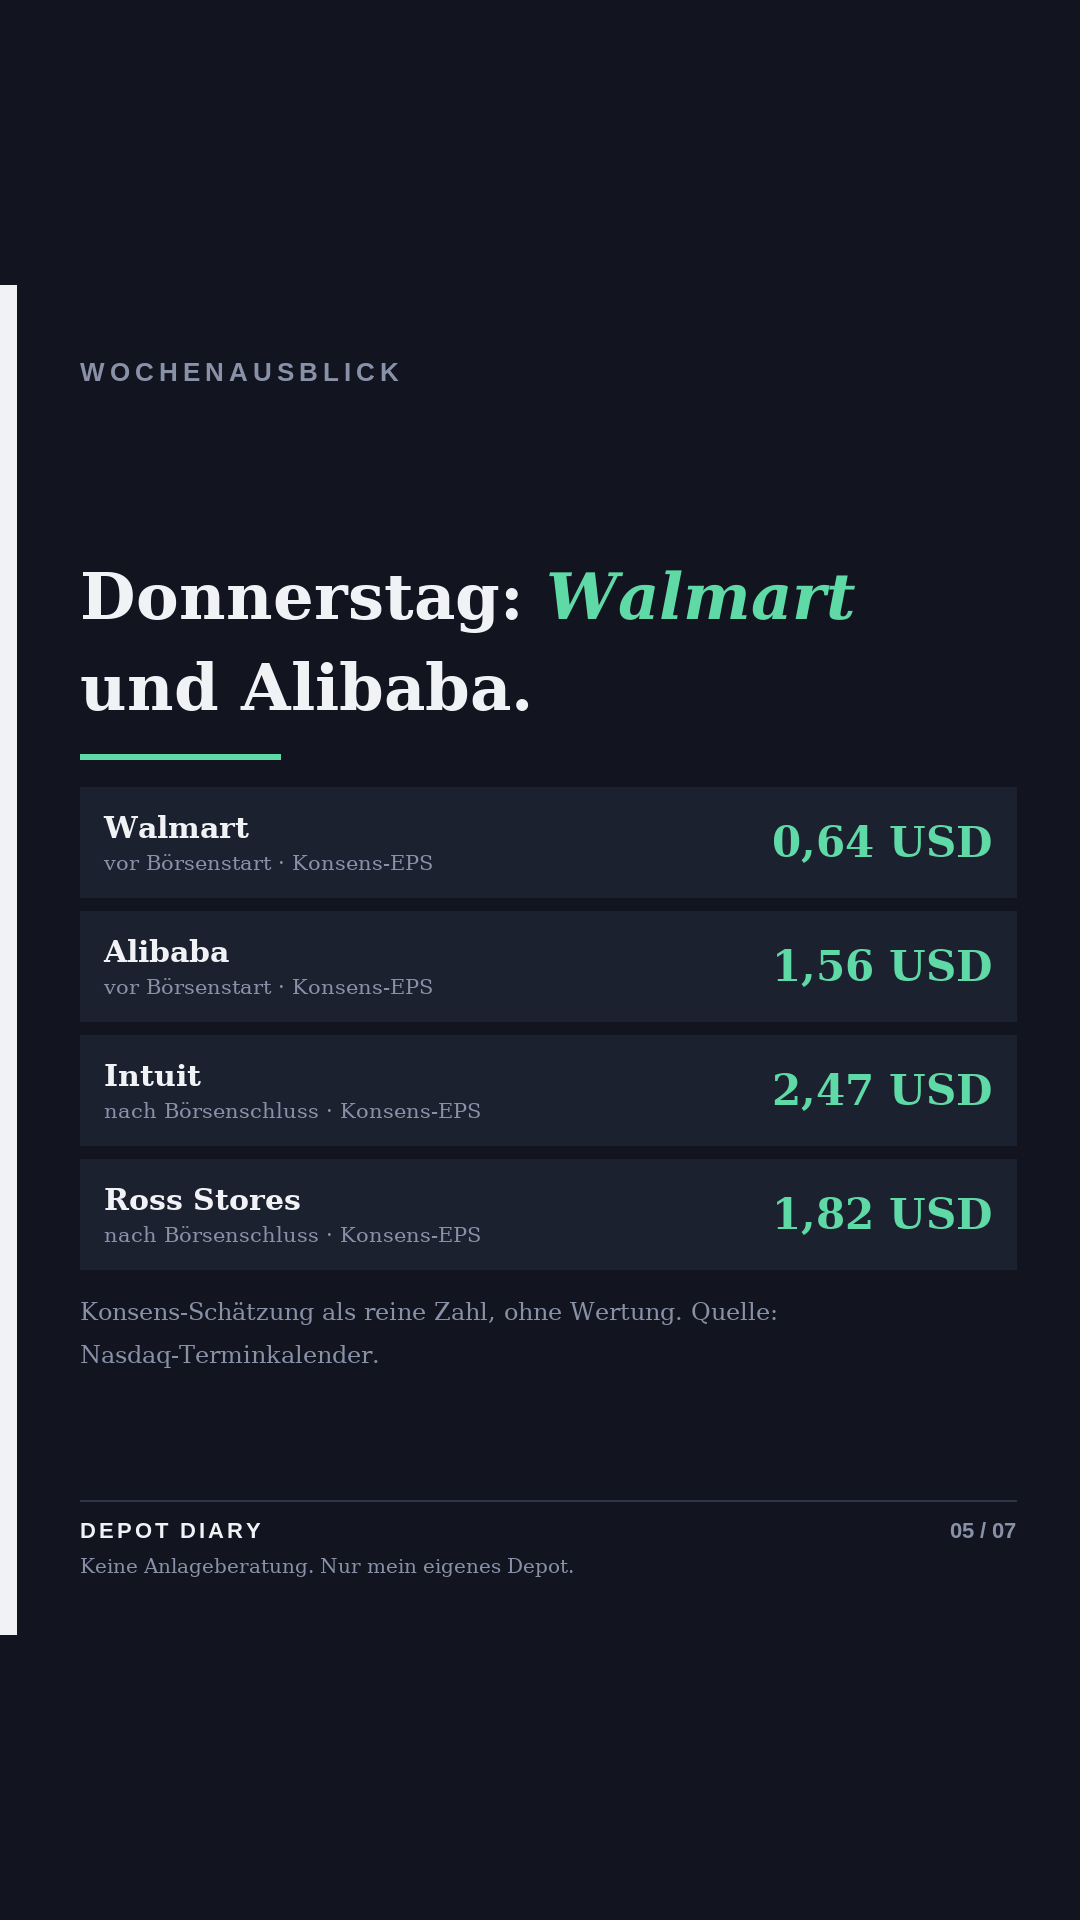 WOCHENAUSBLICK
Donnerstag: Walmart
und Alibaba.
Walmart
vor Börsenstart · Konsens-EPS
0,64 USD
Alibaba
vor Börsenstart · Konsens-EPS
1,56 USD
Intuit
nach Börsenschluss · Konsens-EPS
2,47 USD
Ross Stores
nach Börsenschluss · Konsens-EPS
1,82 USD
Konsens-Schätzung als reine Zahl, ohne Wertung. Quelle:
Nasdaq-Terminkalender.
DEPOT DIARY
05 / 07
Keine Anlageberatung. Nur mein eigenes Depot.